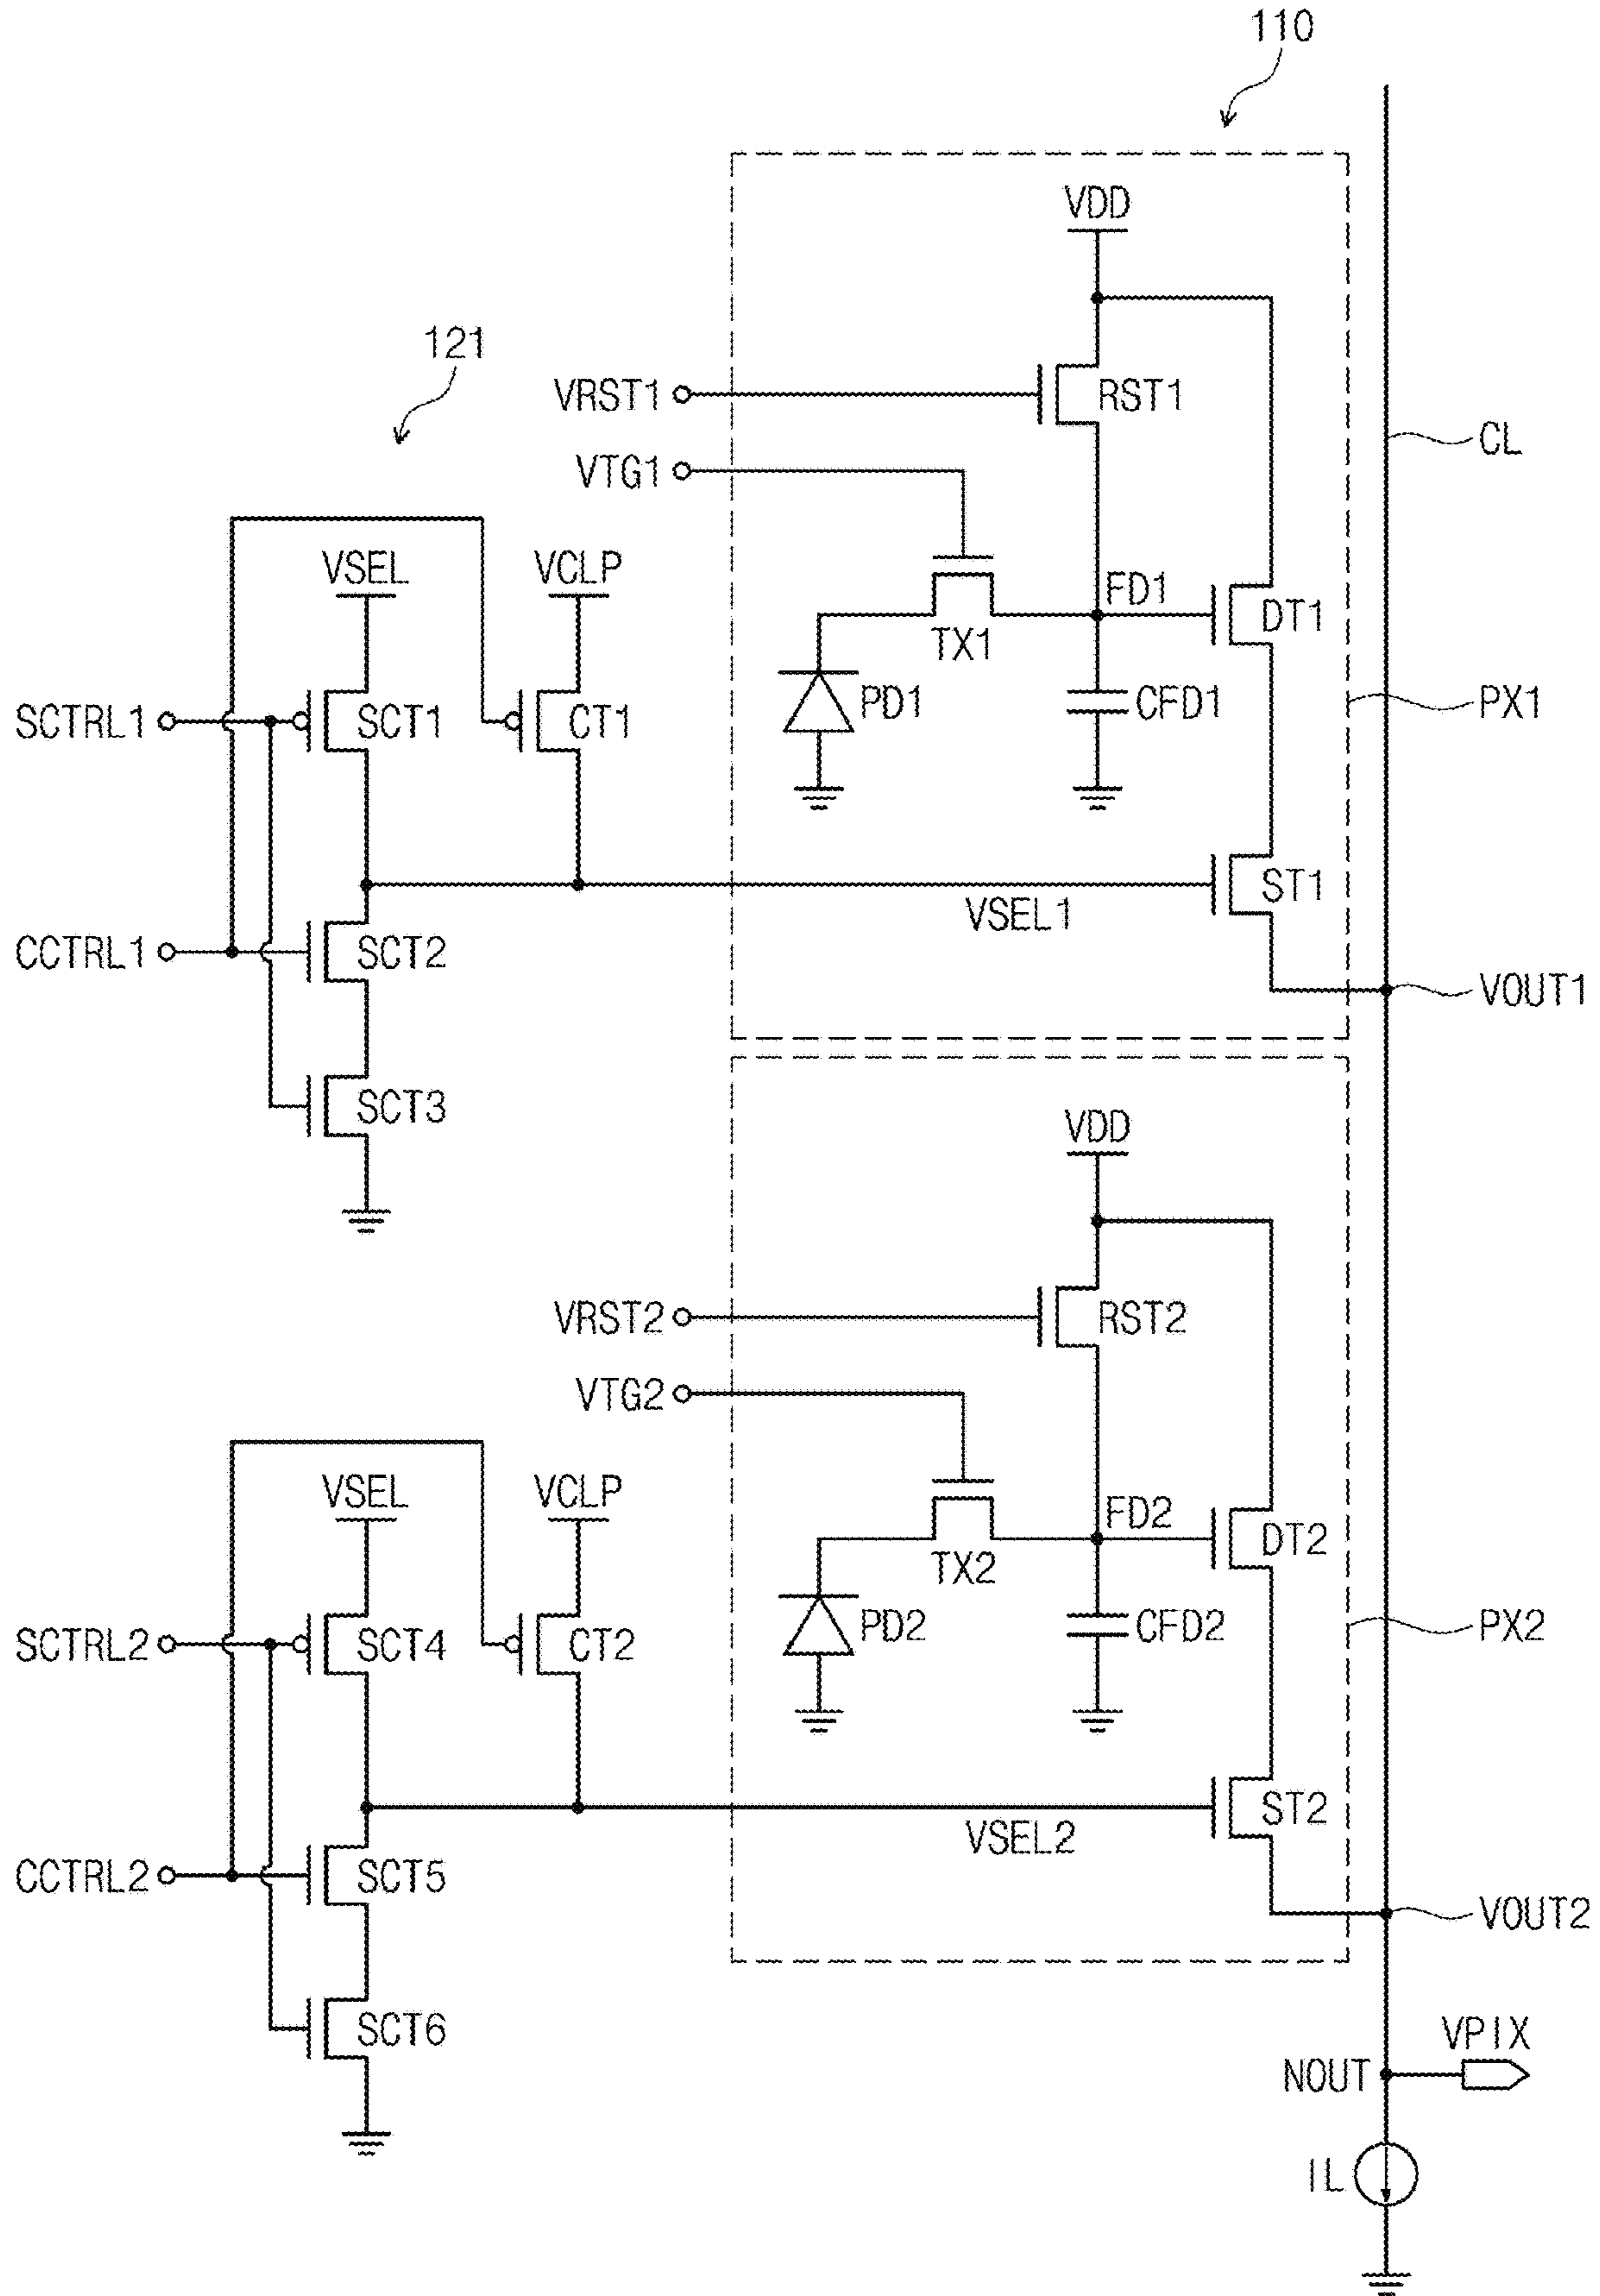 110
VDD
121
VRST1
RST1
CL
VTG1
VSEL
VCLP
FD1
DT1
TX1
SCTRL1
SCT1
CT1
PD1
CFD1
PX1
ST1
VSEL1
CCTRL1
SCT2
VOUT1
SCT3
VDD
VRST2
RST2
VTG2
VSEL
VCLP
FD2
DT2
TX2
SCTRL2
SCT4
CT2
PD2
CFD2
PX2
ST2
VSEL2
CCTRL2
SCT5
VOUT2
SCT6
VPIX
NOUT
IL